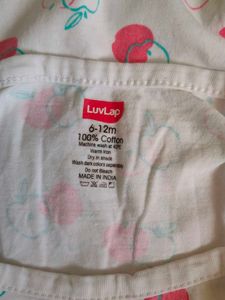 LuvLap
6-12m
100% Cotton
Machine wash at 40°C
Warm Iron
Dry in shade
Wash dark colors separately
Do not Bleach
MADE IN INDIA